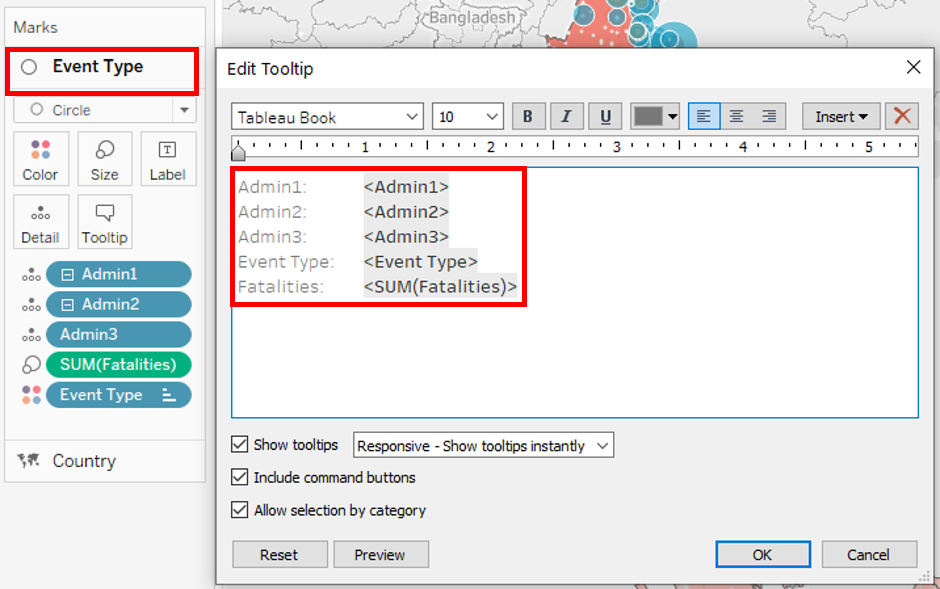 Marks
Event Type
Circle
Color
Size
Label
Detail
Tooltip
Admin1
Admin2
Admin3
SUM(Fatalities)
Event Type
Country
Bangladesh
Edit Tooltip
Tableau Book 10 B I U Insert
1 2 3 4 5
Admin1: <Admin1>
Admin2: <Admin2>
Admin3: <Admin3>
Event Type: <Event Type>
Fatalities: <SUM(Fatalities)>
Show tooltips Responsive - Show tooltips instantly
Include command buttons
Allow selection by category
Reset Preview OK Cancel